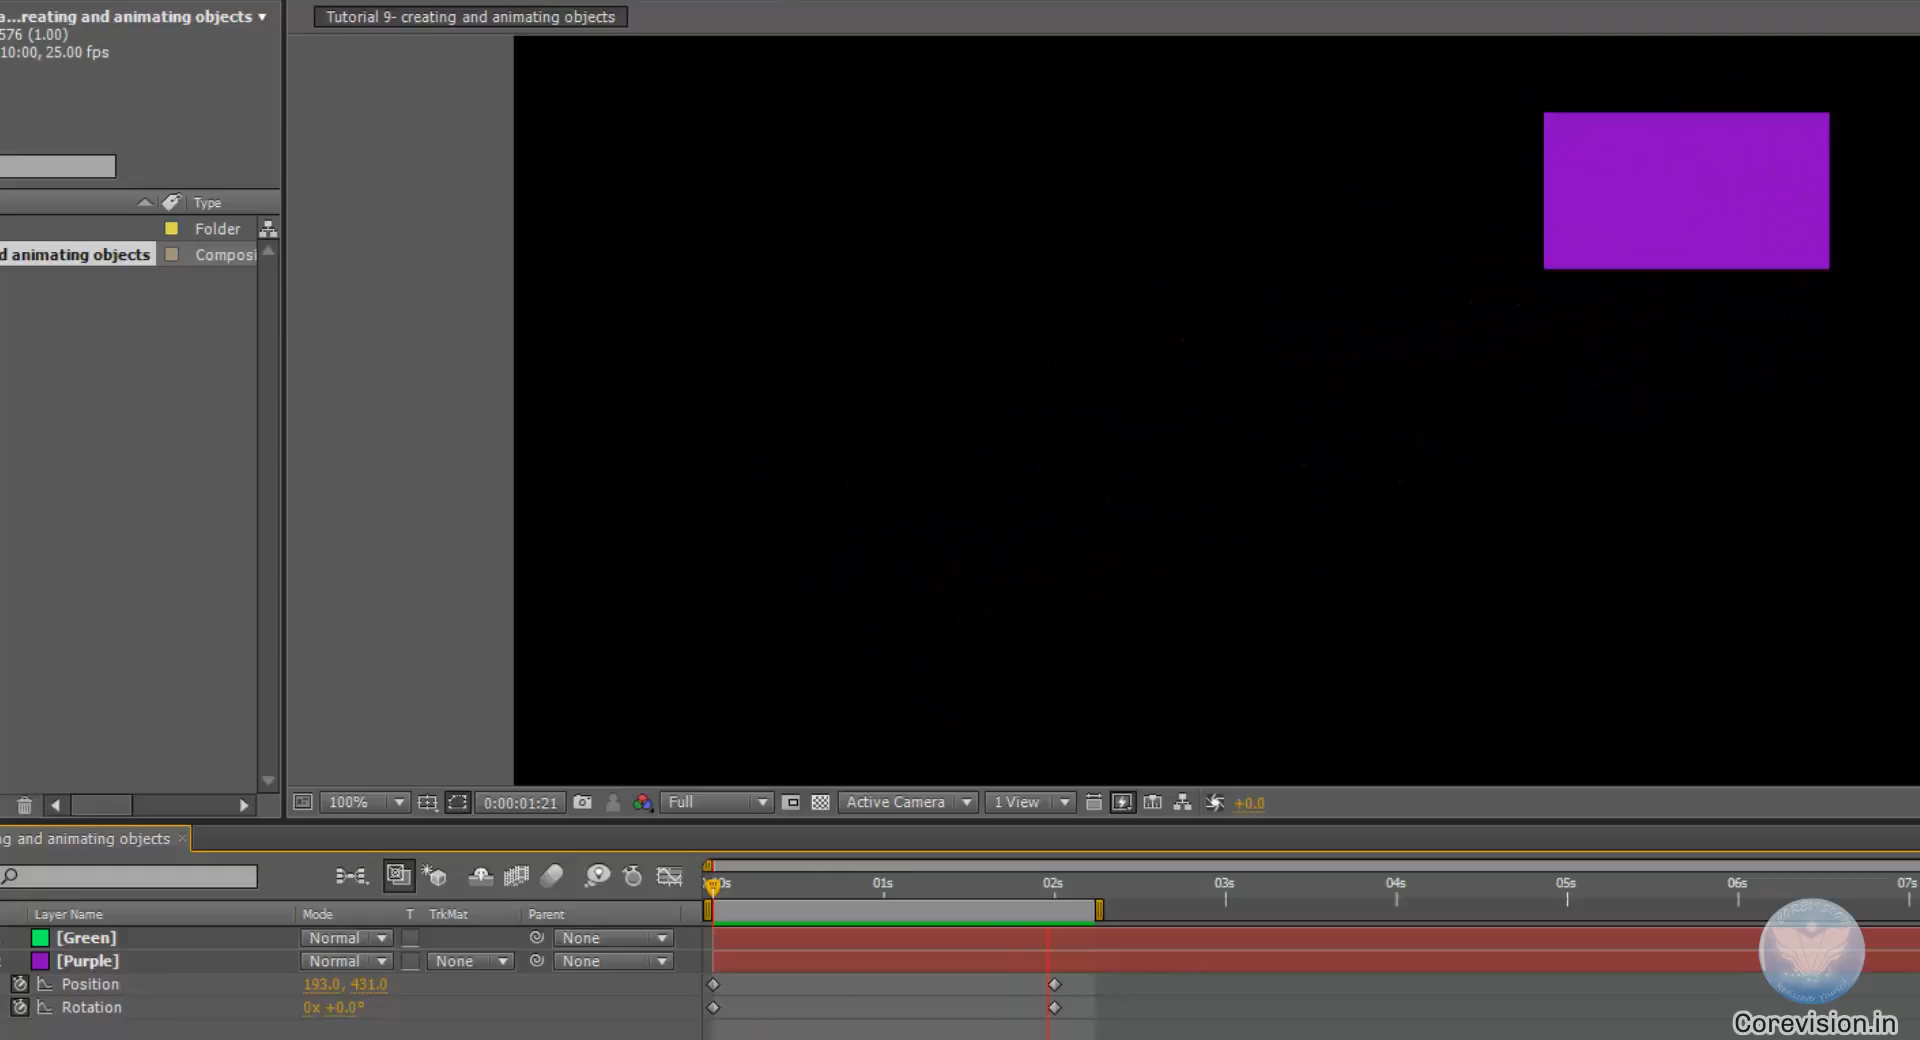 a...reating and animating objects
576 (1.00)
10:00, 25.00 fps
Tutorial 9- creating and animating objects
Type
Folder
d animating objects
Composi
100%
0:00:01:21
Full
Active Camera
1 View
+0.0
ng and animating objects
01s
02s
03s
04s
05s
06s
07s
Layer Name
Mode
T
TrkMat
Parent
[Green]
Normal
None
[Purple]
Normal
None
None
Position
193.0, 431.0
Rotation
0x +0.0°
Corevision.in